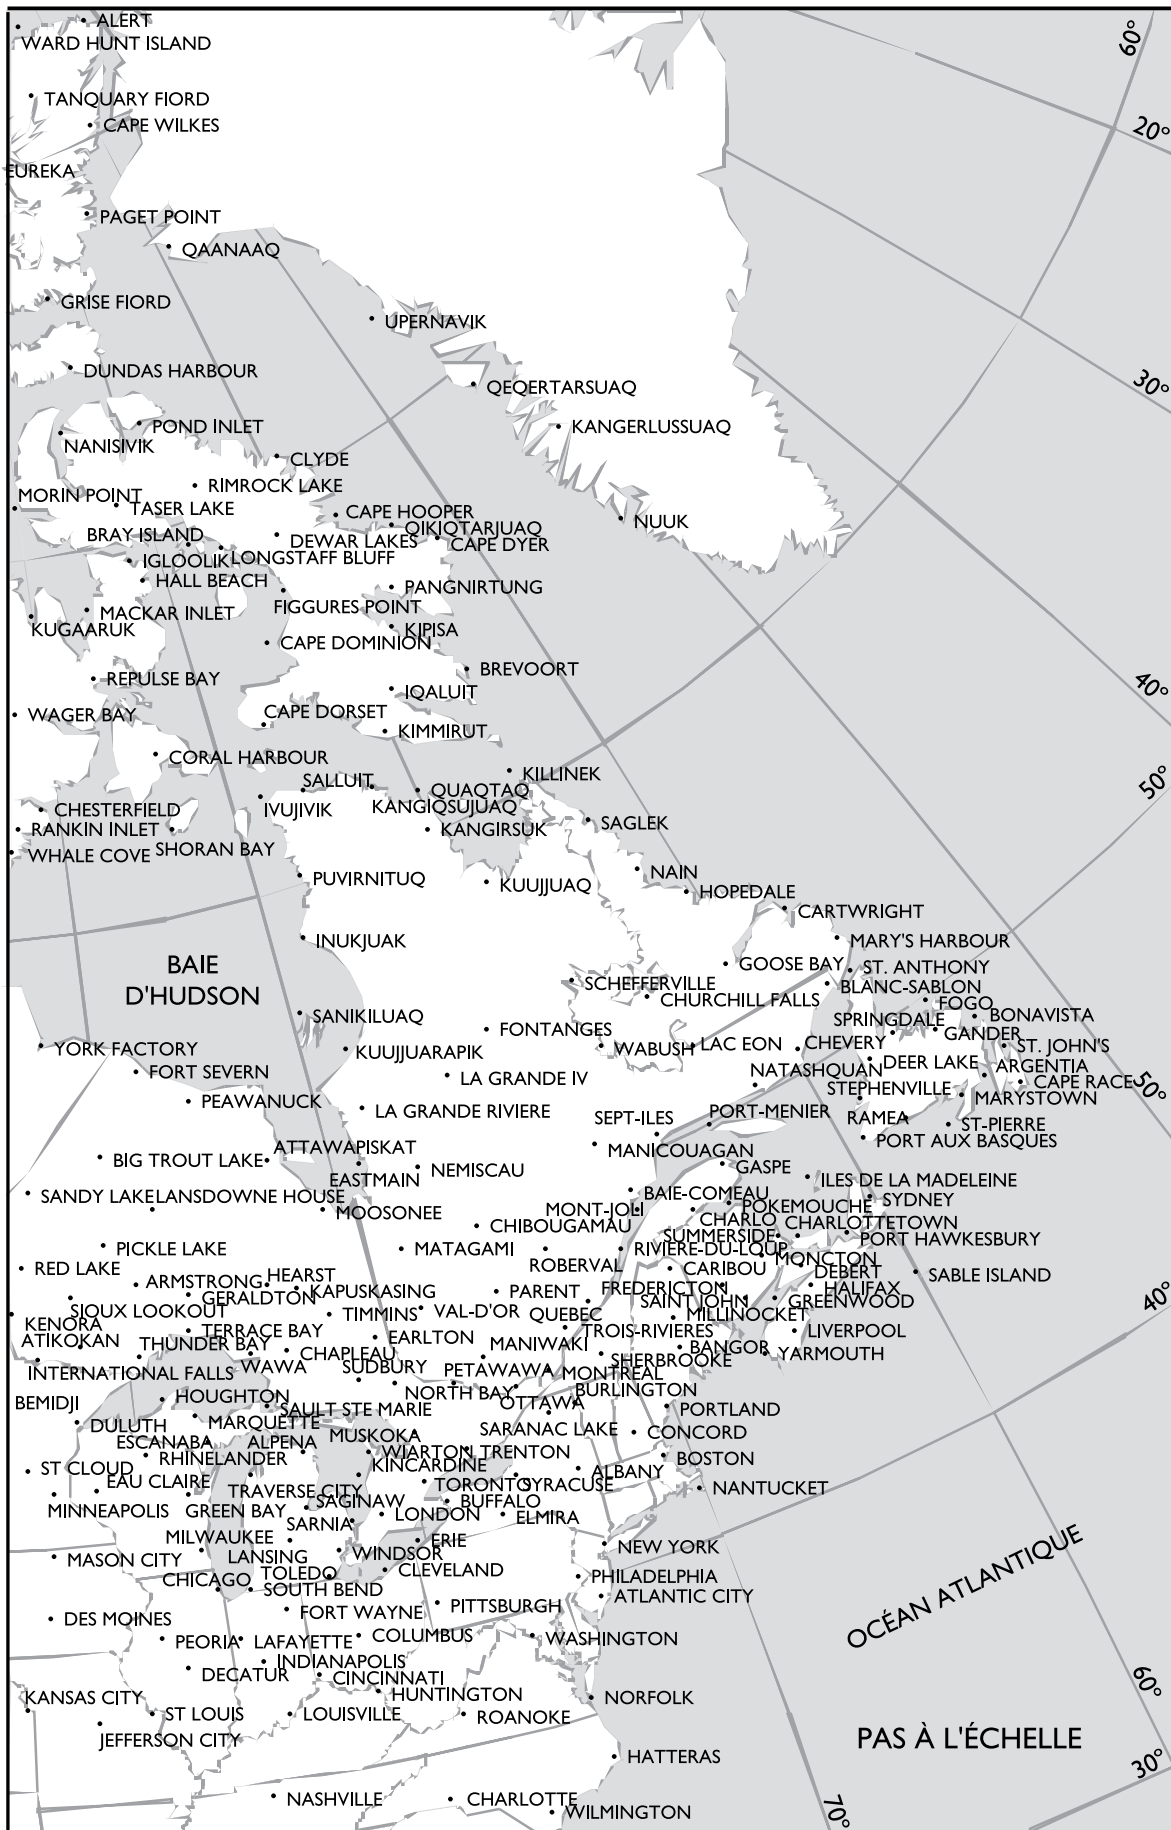 ALERT
WARD HUNT ISLAND
60°
TANQUARY FIORD
CAPE WILKES
20°
EUREKA
PAGET POINT
QAANAAQ
GRISE FIORD
UPERNAVIK
DUNDAS HARBOUR
30°
QEQERTARSUAQ
POND INLET
KANGERLUSSUAQ
NANISIVIK
CLYDE
RIMROCK LAKE
MORIN POINT
TASER LAKE
CAPE HOOPER
NUUK
QIKIQTARJUAQ
BRAY ISLAND
DEWAR LAKES
CAPE DYER
IGLOOLIK
LONGSTAFF BLUFF
HALL BEACH
PANGNIRTUNG
FIGGURES POINT
MACKAR INLET
KUGAARUK
KIPISA
CAPE DOMINION
BREVOORT
REPULSE BAY
40°
IQALUIT
WAGER BAY
CAPE DORSET
KIMMIRUT
CORAL HARBOUR
KILLINEK
50°
SALLUIT
QUAQTAQ
CHESTERFIELD
IVUJIVIK
KANGIQSUJUAQ
RANKIN INLET
KANGIRSUK
SAGLEK
WHALE COVE
SHORAN BAY
NAIN
PUVIRNITUQ
KUUJJUAQ
HOPEDALE
CARTWRIGHT
INUKJUAK
MARY'S HARBOUR
BAIE
D'HUDSON
GOOSE BAY
ST. ANTHONY
SCHEFFERVILLE
BLANC-SABLON
CHURCHILL FALLS
FOGO
SANIKILUAQ
BONAVISTA
SPRINGDALE
FONTANGES
GANDER
YORK FACTORY
KUUJJUARAPIK
WABUSH
LAC EON
CHEVERY
ST. JOHN'S
DEER LAKE
ARGENTIA
FORT SEVERN
NATASHQUAN
LA GRANDE IV
CAPE RACE
STEPHENVILLE
MARYSTOWN
50°
PEAWANUCK
LA GRANDE RIVIERE
SEPT-ILES
PORT-MENIER
RAMEA
ST-PIERRE
PORT AUX BASQUES
ATTAWAPISKAT
MANICOUAGAN
BIG TROUT LAKE
NEMISCAU
GASPE
EASTMAIN
ILES DE LA MADELEINE
SANDY LAKE
LANSDOWNE HOUSE
BAIE-COMEAU
SYDNEY
MOOSONEE
MONT-JOLI
POKEMOUCHE
CHIBOUGAMAU
CHARLO
CHARLOTTETOWN
SUMMERSIDE
PORT HAWKESBURY
PICKLE LAKE
MATAGAMI
RIVIERE-DU-LOUP
MONCTON
ROBERVAL
RED LAKE
CARIBOU
DEBERT
SABLE ISLAND
HEARST
ARMSTRONG
KAPUSKASING
PARENT
FREDERICTON
HALIFAX
GERALDTON
SAINT JOHN
GREENWOOD
40°
SIOUX LOOKOUT
TIMMINS
VAL-D'OR
QUEBEC
MILLINOCKET
KENORA
TERRACE BAY
TROIS-RIVIERES
LIVERPOOL
ATIKOKAN
THUNDER BAY
EARLTON
MANIWAKI
BANGOR
YARMOUTH
CHAPLEAU
SHERBROOKE
INTERNATIONAL FALLS
WAWA
SUDBURY
PETAWAWA
MONTREAL
BEMIDJI
HOUGHTON
NORTH BAY
OTTAWA
BURLINGTON
SAULT STE MARIE
PORTLAND
DULUTH
MARQUETTE
SARANAC LAKE
CONCORD
ESCANABA
ALPENA
MUSKOKA
RHINELANDER
WIARTON
TRENTON
BOSTON
ST CLOUD
KINCARDINE
ALBANY
EAU CLAIRE
TRAVERSE CITY
TORONTO
SYRACUSE
NANTUCKET
MINNEAPOLIS
GREEN BAY
SAGINAW
BUFFALO
SARNIA
LONDON
ELMIRA
MILWAUKEE
ERIE
NEW YORK
MASON CITY
LANSING
WINDSOR
OCÉAN ATLANTIQUE
TOLEDO
CLEVELAND
PHILADELPHIA
CHICAGO
SOUTH BEND
ATLANTIC CITY
FORT WAYNE
PITTSBURGH
DES MOINES
PEORIA
LAFAYETTE
COLUMBUS
WASHINGTON
INDIANAPOLIS
DECATUR
CINCINNATI
60°
KANSAS CITY
HUNTINGTON
NORFOLK
ST LOUIS
LOUISVILLE
ROANOKE
JEFFERSON CITY
PAS À L'ÉCHELLE
HATTERAS
30°
NASHVILLE
CHARLOTTE
WILMINGTON
70°